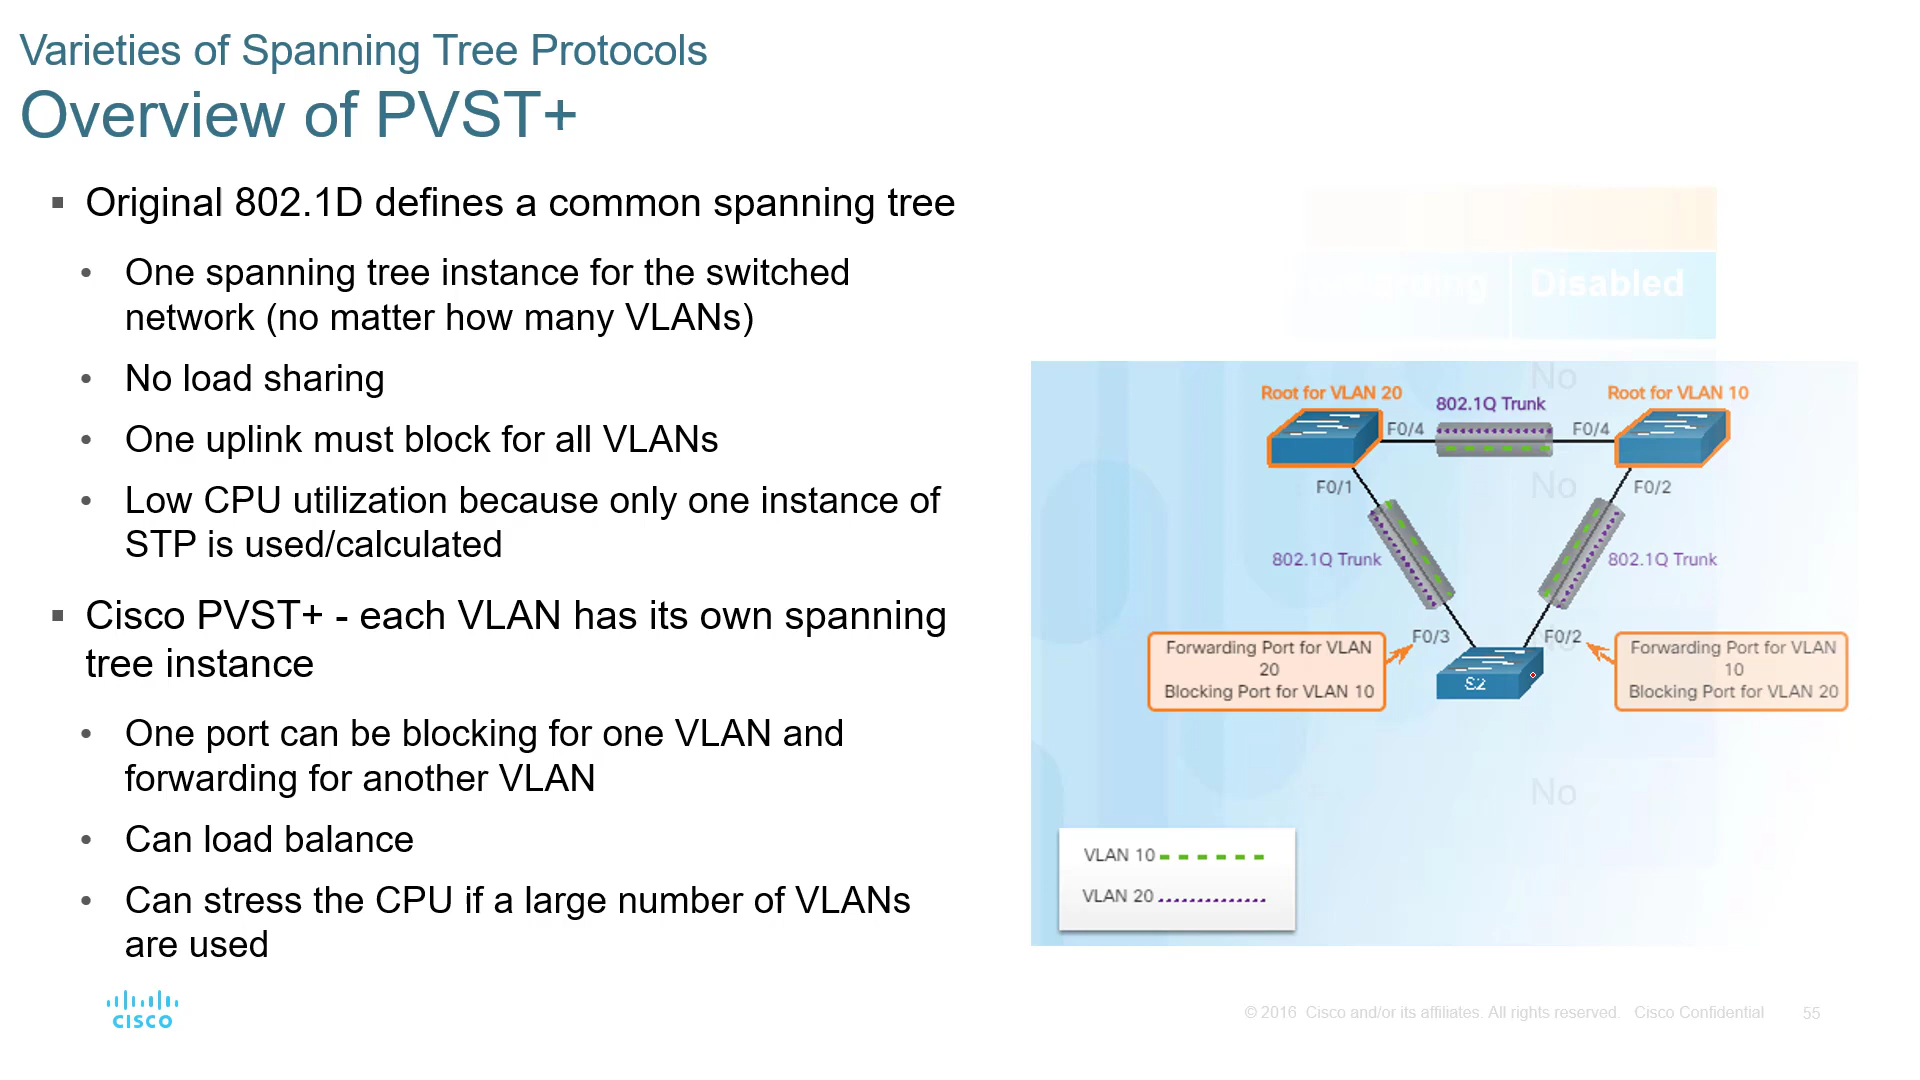 Varieties of Spanning Tree Protocols
Overview of PVST+
▪ Original 802.1D defines a common spanning tree
• One spanning tree instance for the switched
network (no matter how many VLANs)
• No load sharing
• One uplink must block for all VLANs
• Low CPU utilization because only one instance of
STP is used/calculated
▪ Cisco PVST+ - each VLAN has its own spanning
tree instance
• One port can be blocking for one VLAN and
forwarding for another VLAN
• Can load balance
• Can stress the CPU if a large number of VLANs
are used
Disabled
No
Root for VLAN 20
802.1Q Trunk
Root for VLAN 10
F0/4
F0/4
F0/1
No
F0/2
802.1Q Trunk
802.1Q Trunk
F0/3
F0/2
No
Forwarding Port for VLAN
20
Blocking Port for VLAN 10
S2
Forwarding Port for VLAN
10
Blocking Port for VLAN 20
No
VLAN 10
VLAN 20
CISCO
© 2016 Cisco and/or its affiliates. All rights reserved. Cisco Confidential
55